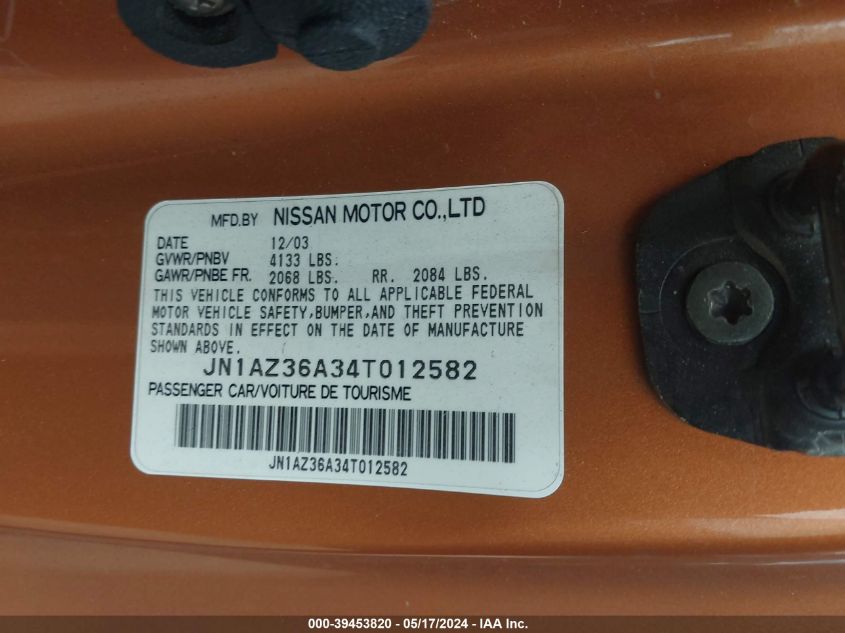 MFD.BY NISSAN MOTOR CO.,LTD
DATE 12/03
GVWR/PNBV 4133 LBS.
GAWR/PNBE FR. 2068 LBS. RR. 2084 LBS.
THIS VEHICLE CONFORMS TO ALL APPLICABLE FEDERAL
MOTOR VEHICLE SAFETY,BUMPER,AND THEFT PREVENTION
STANDARDS IN EFFECT ON THE DATE OF MANUFACTURE
SHOWN ABOVE.
JN1AZ36A34T012582
PASSENGER CAR/VOITURE DE TOURISME
JN1AZ36A34T012582
000-39453820 - 05/17/2024 - IAA Inc.